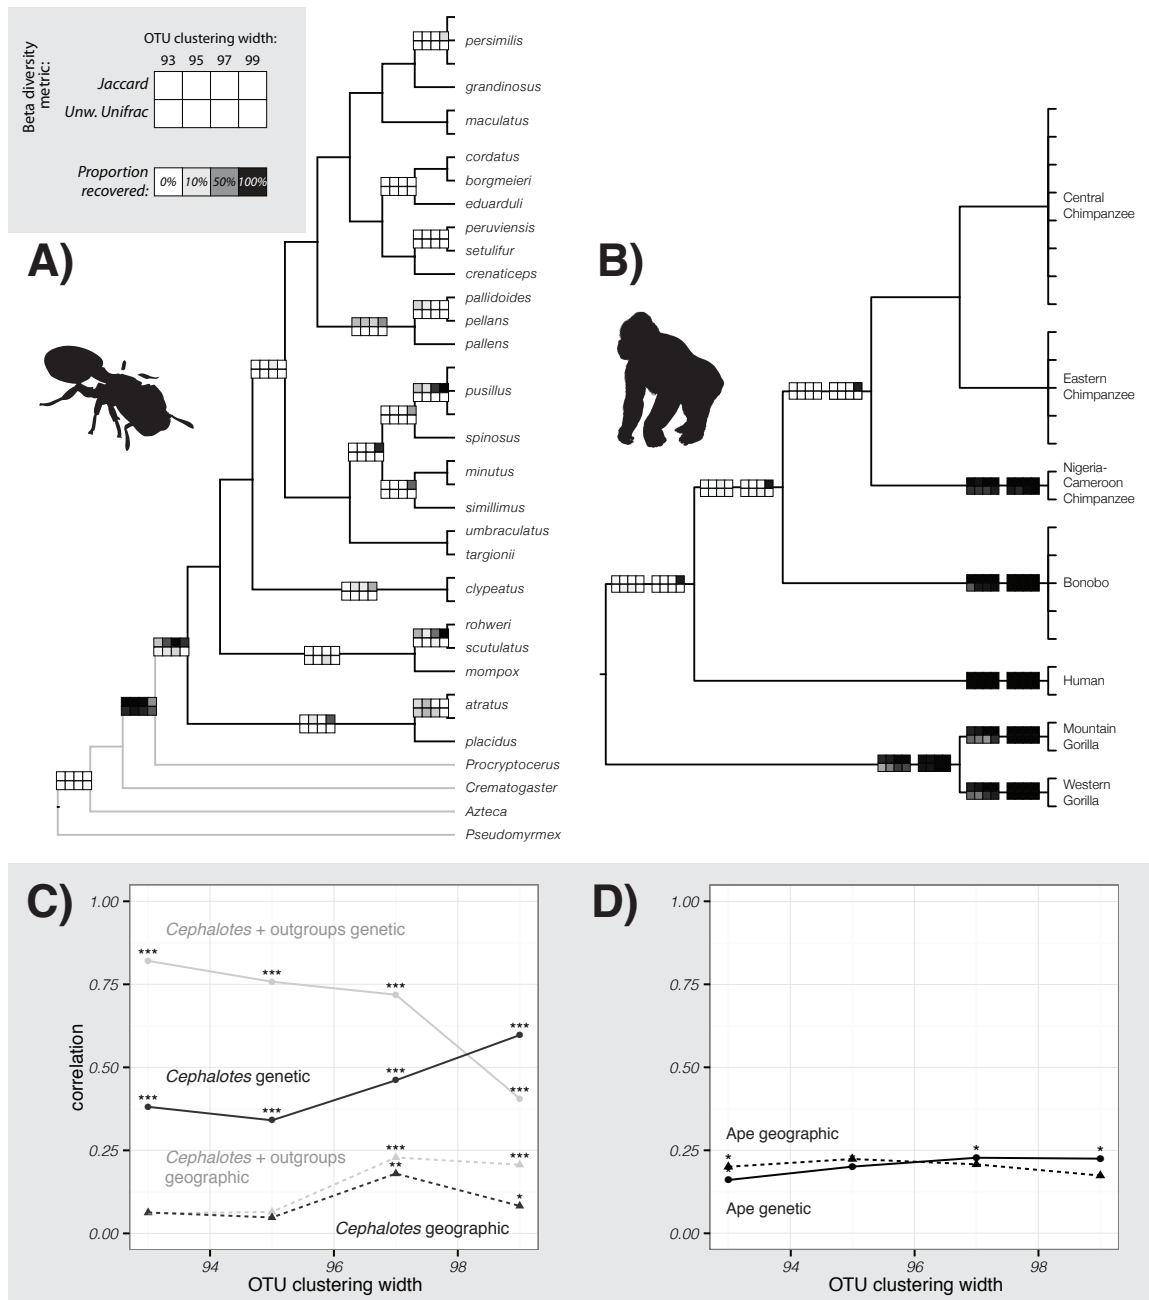 OTU clustering width:
93 95 97 99
Beta diversity
metric:
Jaccard
Unw. Unifrac
Proportion
recovered:
0% 10% 50% 100%
A)
persimilis
grandinosus
maculatus
cordatus
borgmeieri
eduarduli
peruviensis
setulifur
crenaticeps
pallidoides
pellans
pallens
pusillus
spinosus
minutus
simillimus
umbraculatus
targionii
clypeatus
rohweri
scutulatus
mompox
atratus
placidus
Procryptocerus
Crematogaster
Azteca
Pseudomyrmex
B)
Central
Chimpanzee
Eastern
Chimpanzee
Nigeria-
Cameroon
Chimpanzee
Bonobo
Human
Mountain
Gorilla
Western
Gorilla
C)
correlation
1.00
0.75
0.50
0.25
0.00
Cephalotes + outgroups genetic
*** *** *** ***
Cephalotes genetic
*** *** *** ***
Cephalotes + outgroups
geographic
*** ***
** *
Cephalotes geographic
94 96 98
OTU clustering width
D)
1.00
0.75
0.50
0.25
0.00
Ape geographic
* * * *
Ape genetic
94 96 98
OTU clustering width